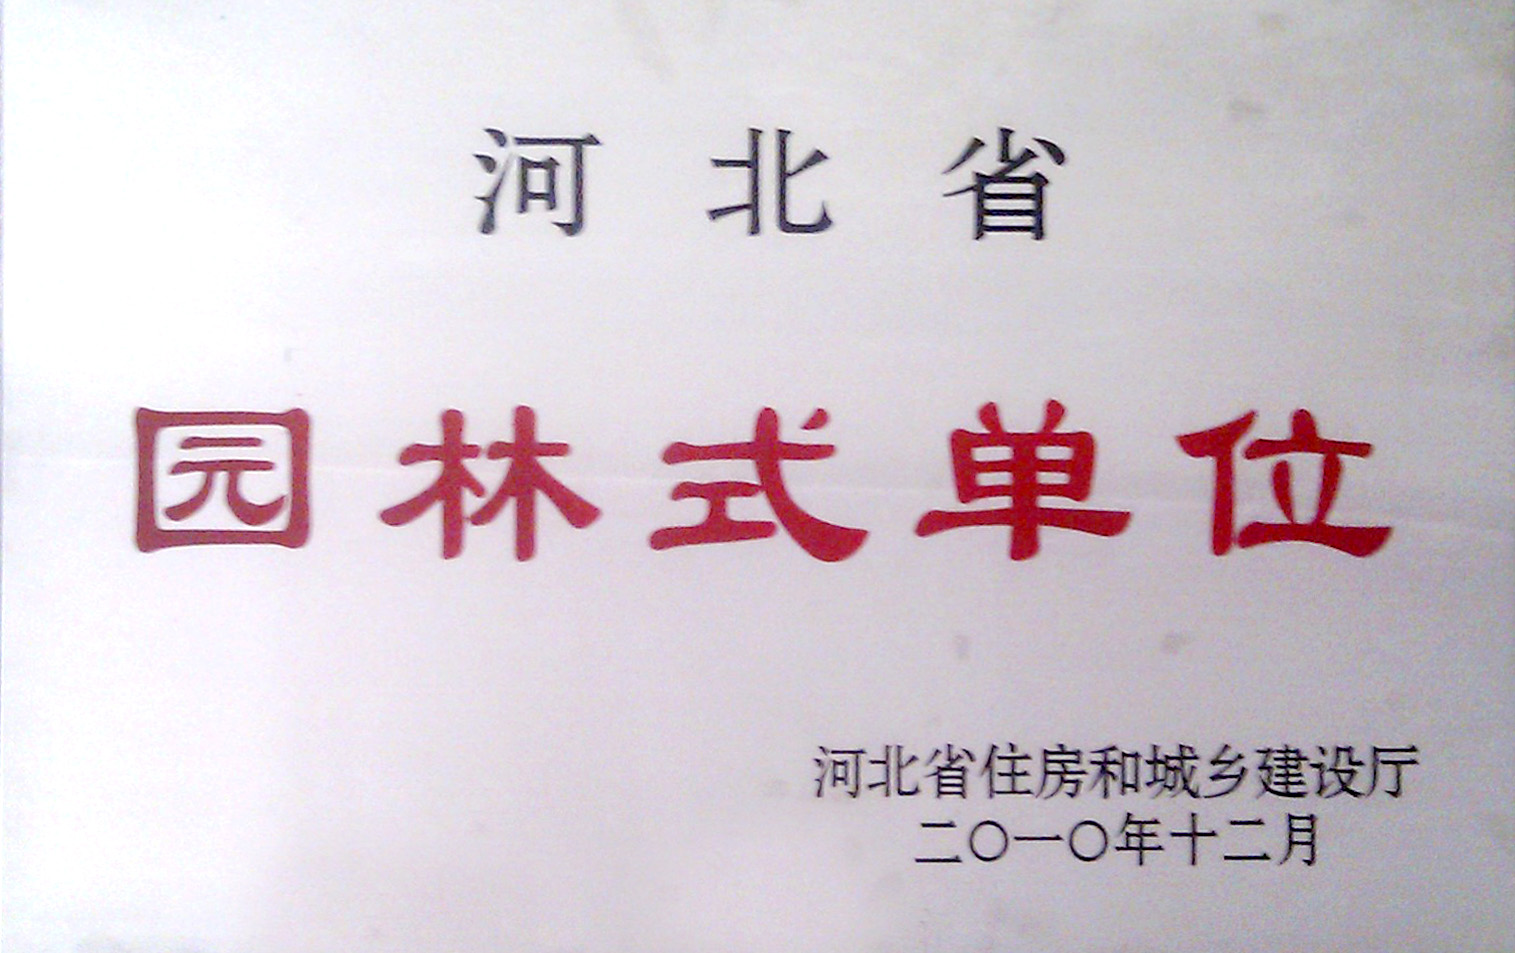 河北省
园林式单位
河北省住房和城乡建设厅
二〇一〇年十二月